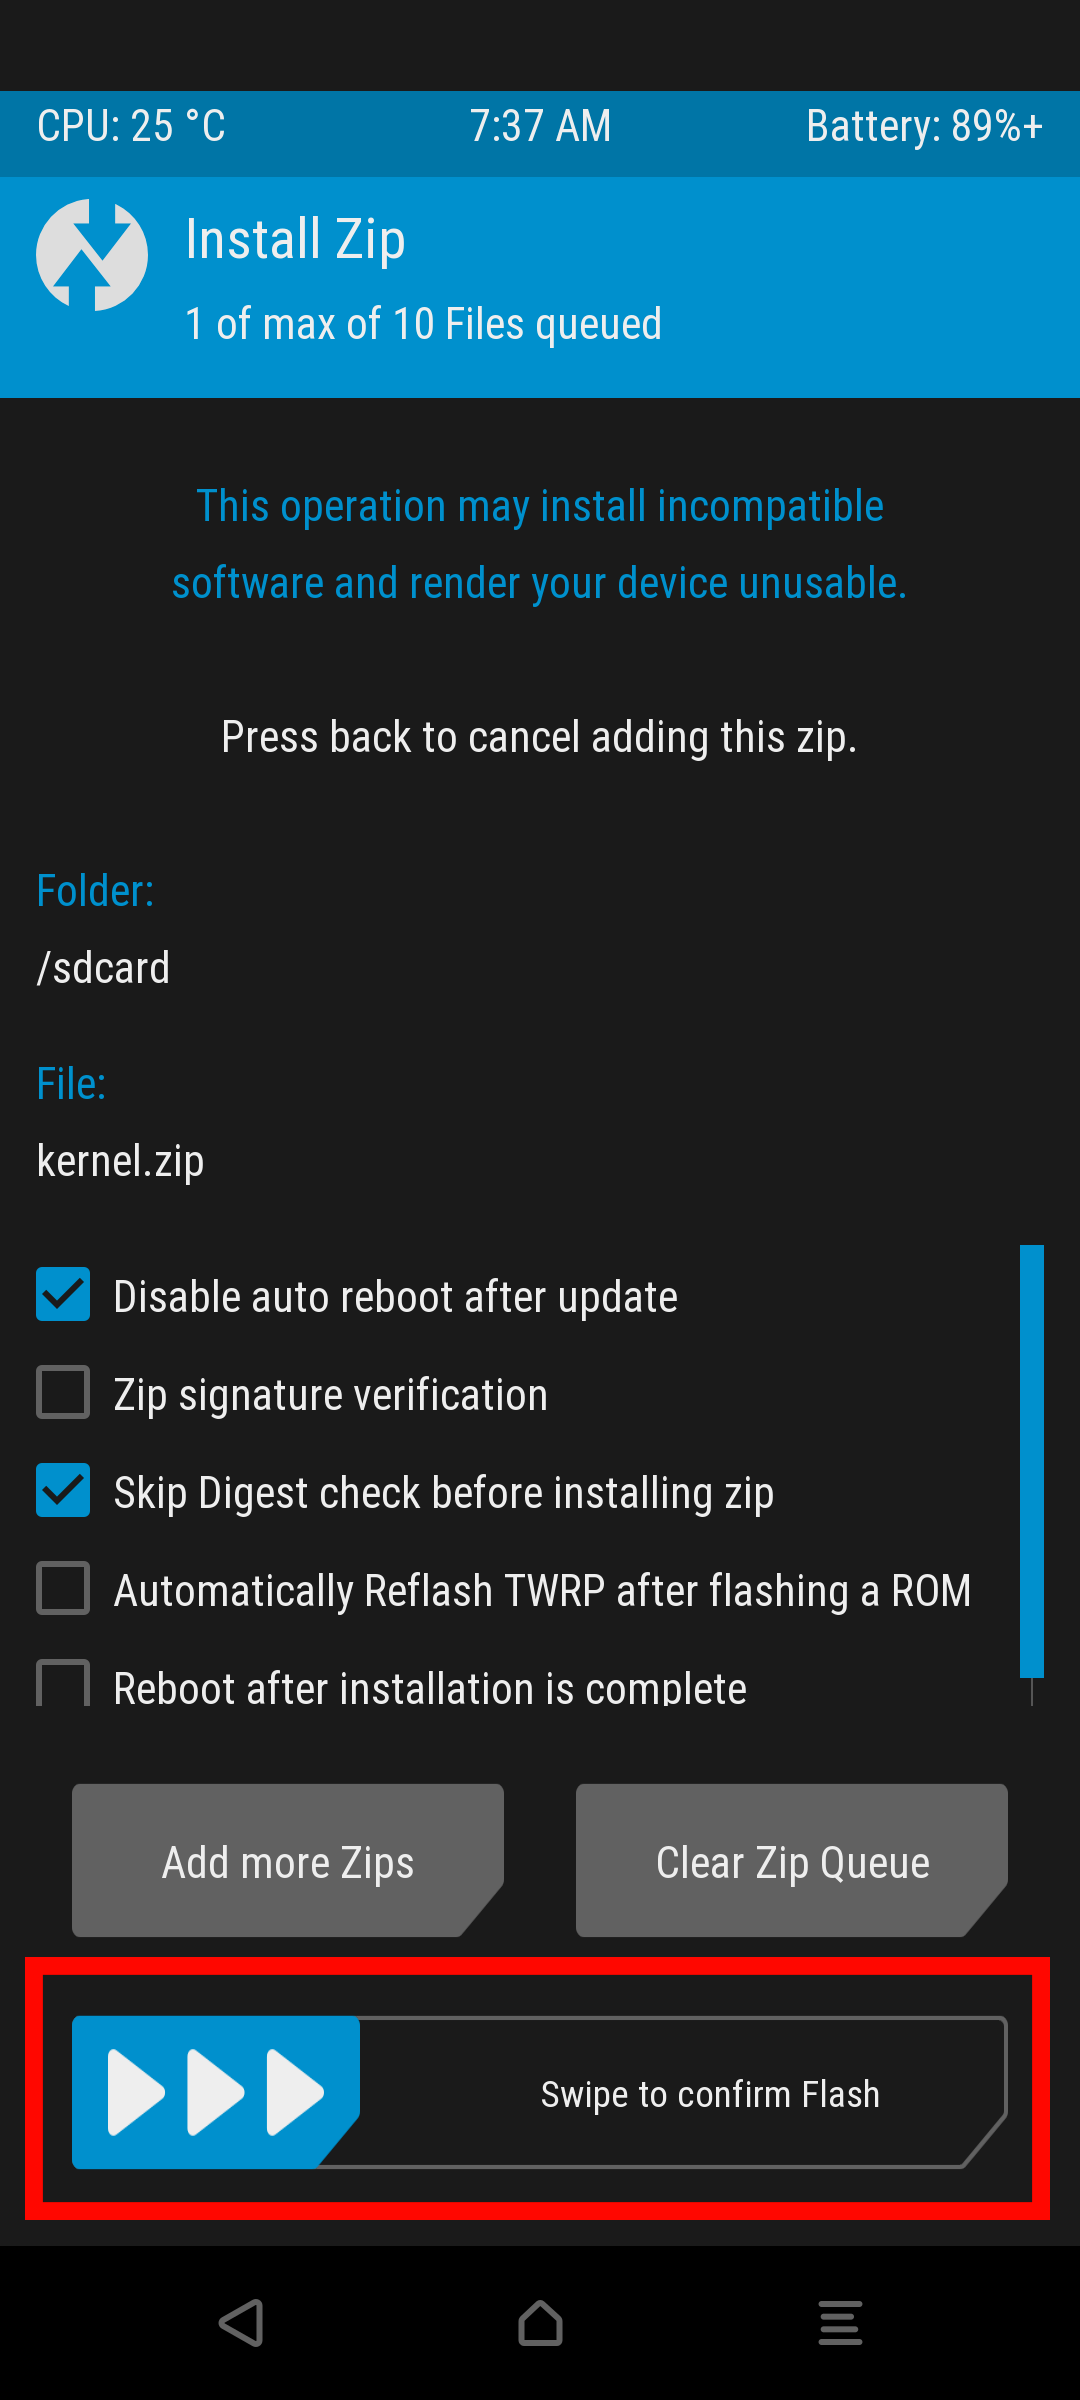 CPU: 25 °C 7:37 AM Battery: 89%+
Install Zip
1 of max of 10 Files queued
This operation may install incompatible
software and render your device unusable.
Press back to cancel adding this zip.
Folder:
/sdcard
File:
kernel.zip
Disable auto reboot after update
Zip signature verification
Skip Digest check before installing zip
Automatically Reflash TWRP after flashing a ROM
Reboot after installation is complete
Add more Zips Clear Zip Queue
Swipe to confirm Flash